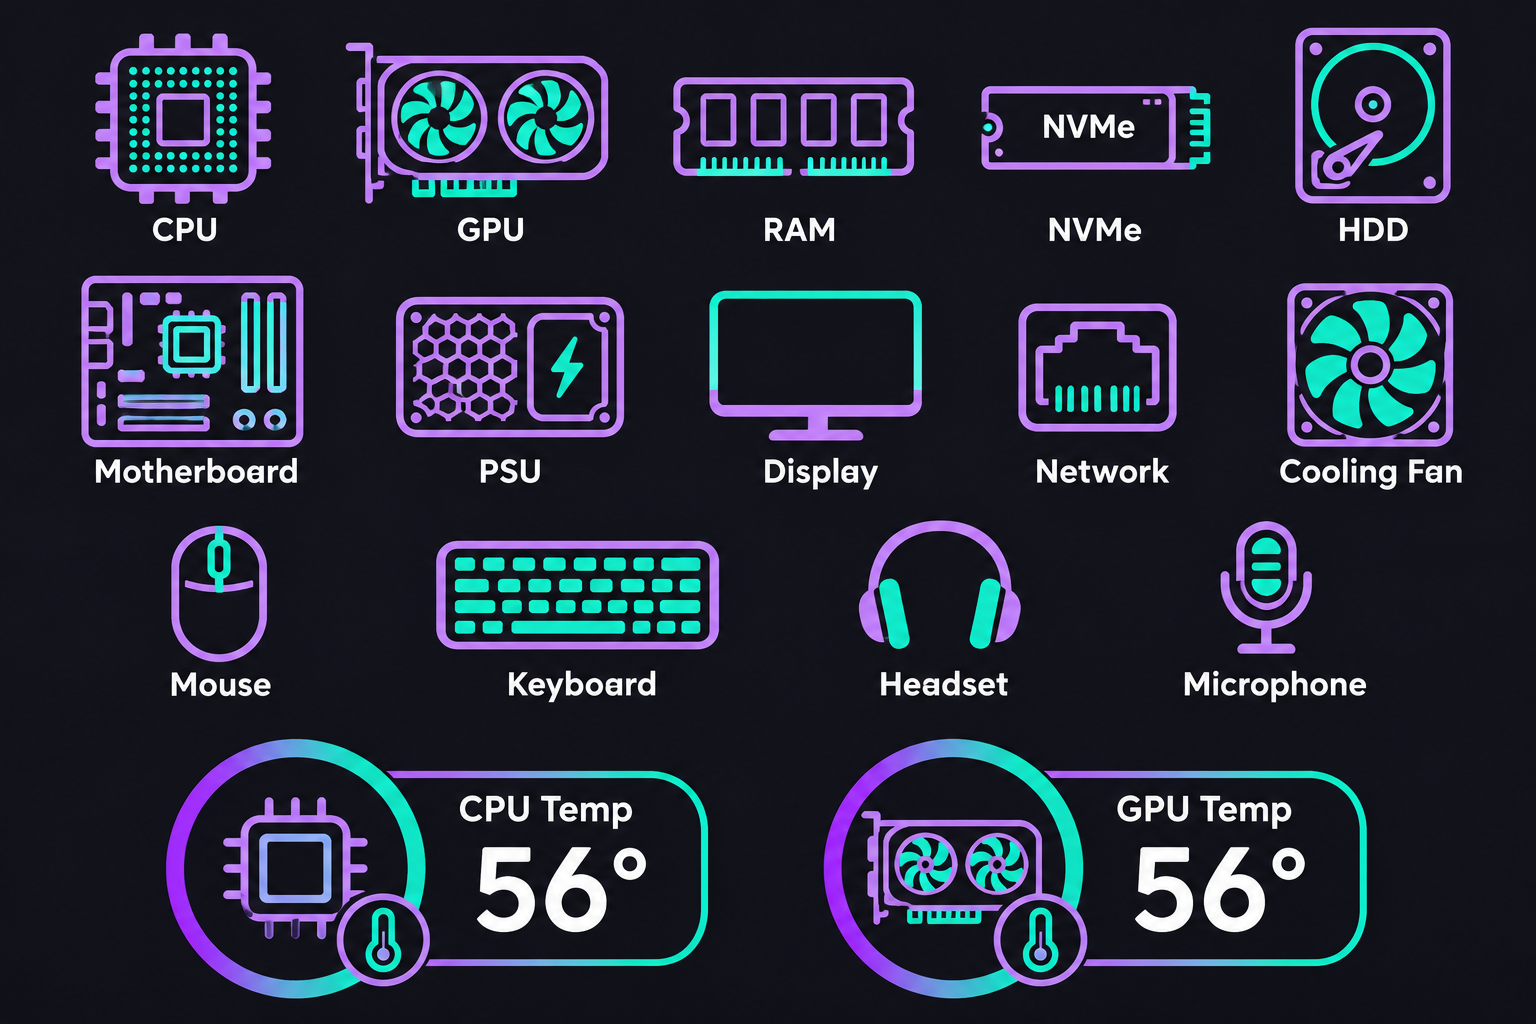 NVMe
CPU
GPU
RAM
NVMe
HDD
Motherboard
PSU
Display
Network
Cooling Fan
Mouse
Keyboard
Headset
Microphone
CPU Temp
56°
GPU Temp
56°